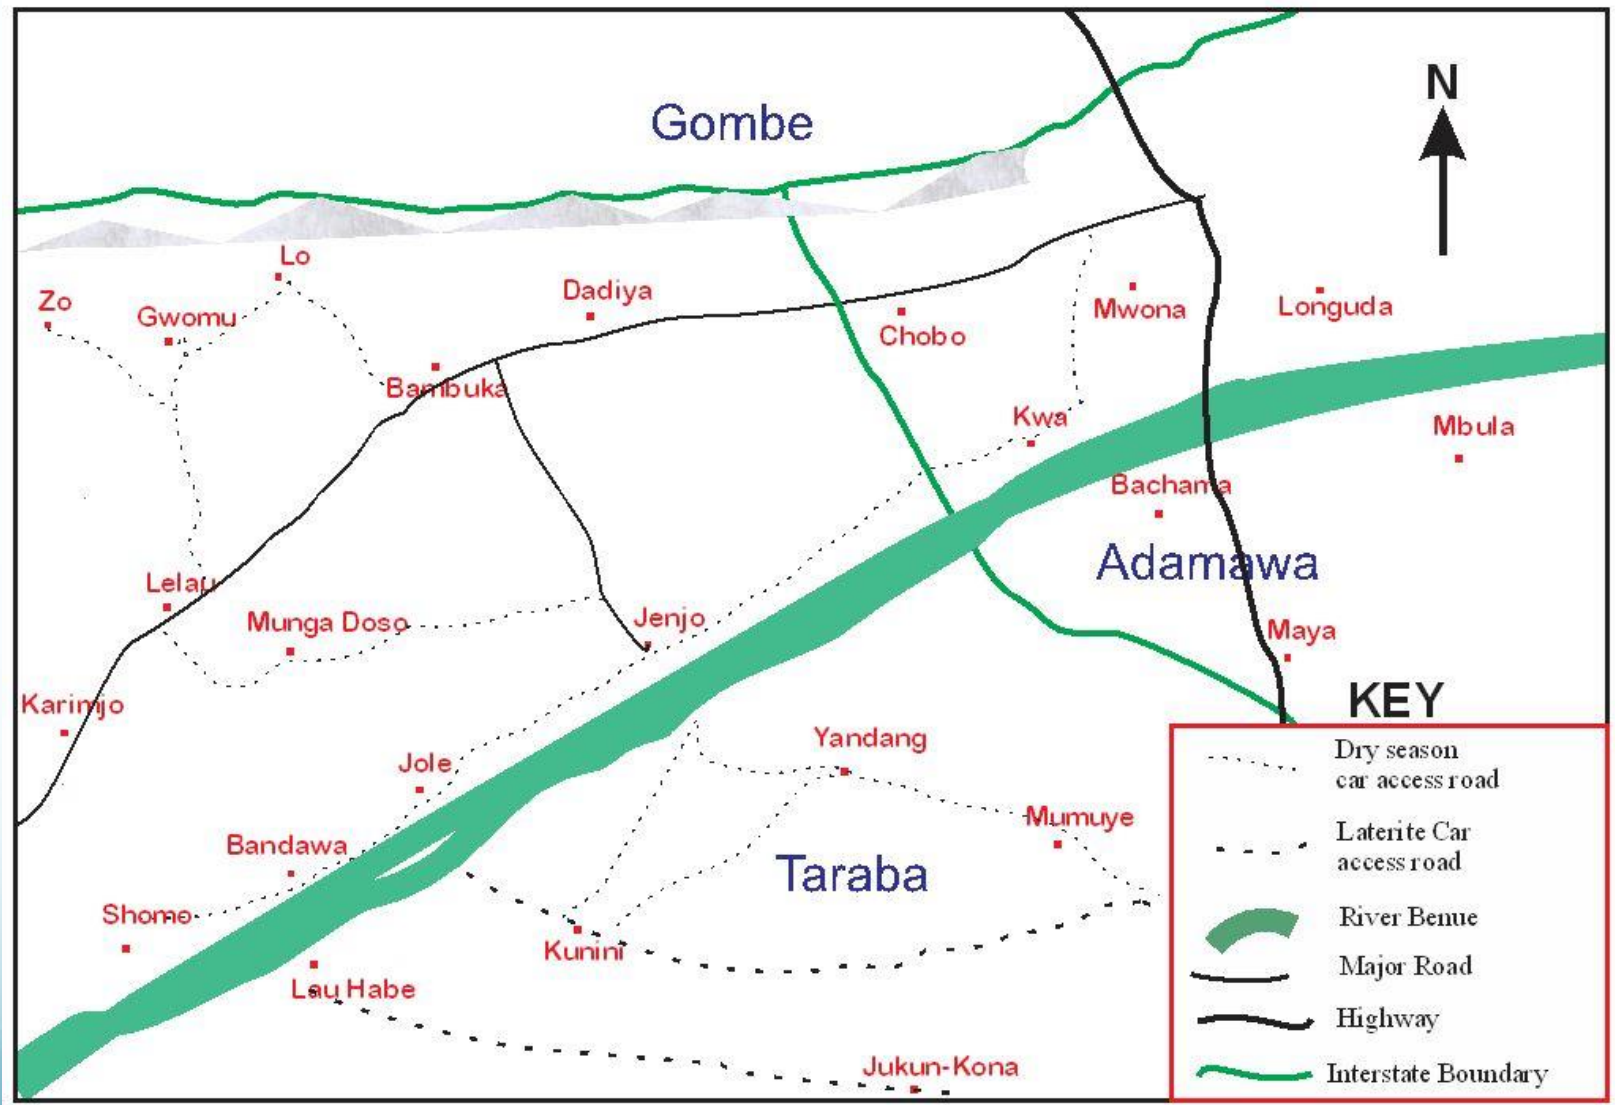 N
Gombe
Lo
Zo
Gwomu
Dadiya
Mwona
Longuda
Chobo
Bambuka
Kwa
Mbula
Bachama
Adamawa
Lelau
Munga Doso
Jenjo
Maya
Karimjo
KEY
Jole
Yandang
Dry season
car access road
Mumuye
Laterite Car
access road
Bandawa
Taraba
Shomo
River Benue
Kunini
Major Road
Lau Habe
Highway
Jukun-Kona
Interstate Boundary